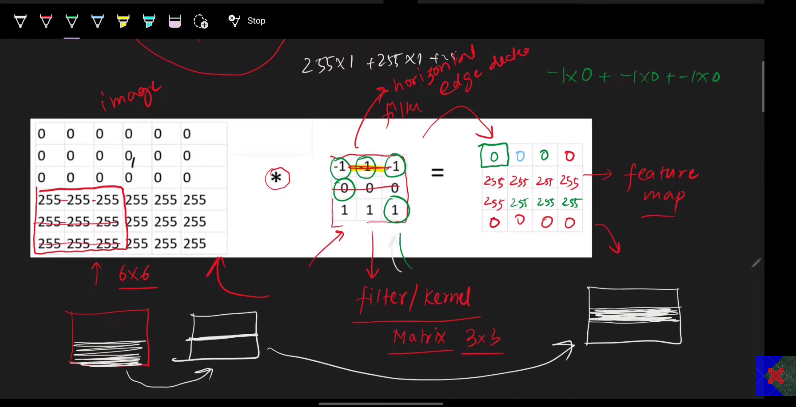 Stop
255x1 +255x1 +25
-1x0 + -1x0 + -1x0
horizontal
edge
image
0 0 0 0 0 0
0 0 0 0 0 0
0 0 0 0 0 0
255 255 255 255 255 255
255 255 255 255 255 255
255 255 255 255 255 255
*
-1 -1 -1
0 0 0
1 1 1
=
0 0 0 0
255 255 255 255
255 255 255 255
0 0 0 0
feature
map
6x6
filter/kernel
Matrix 3x3